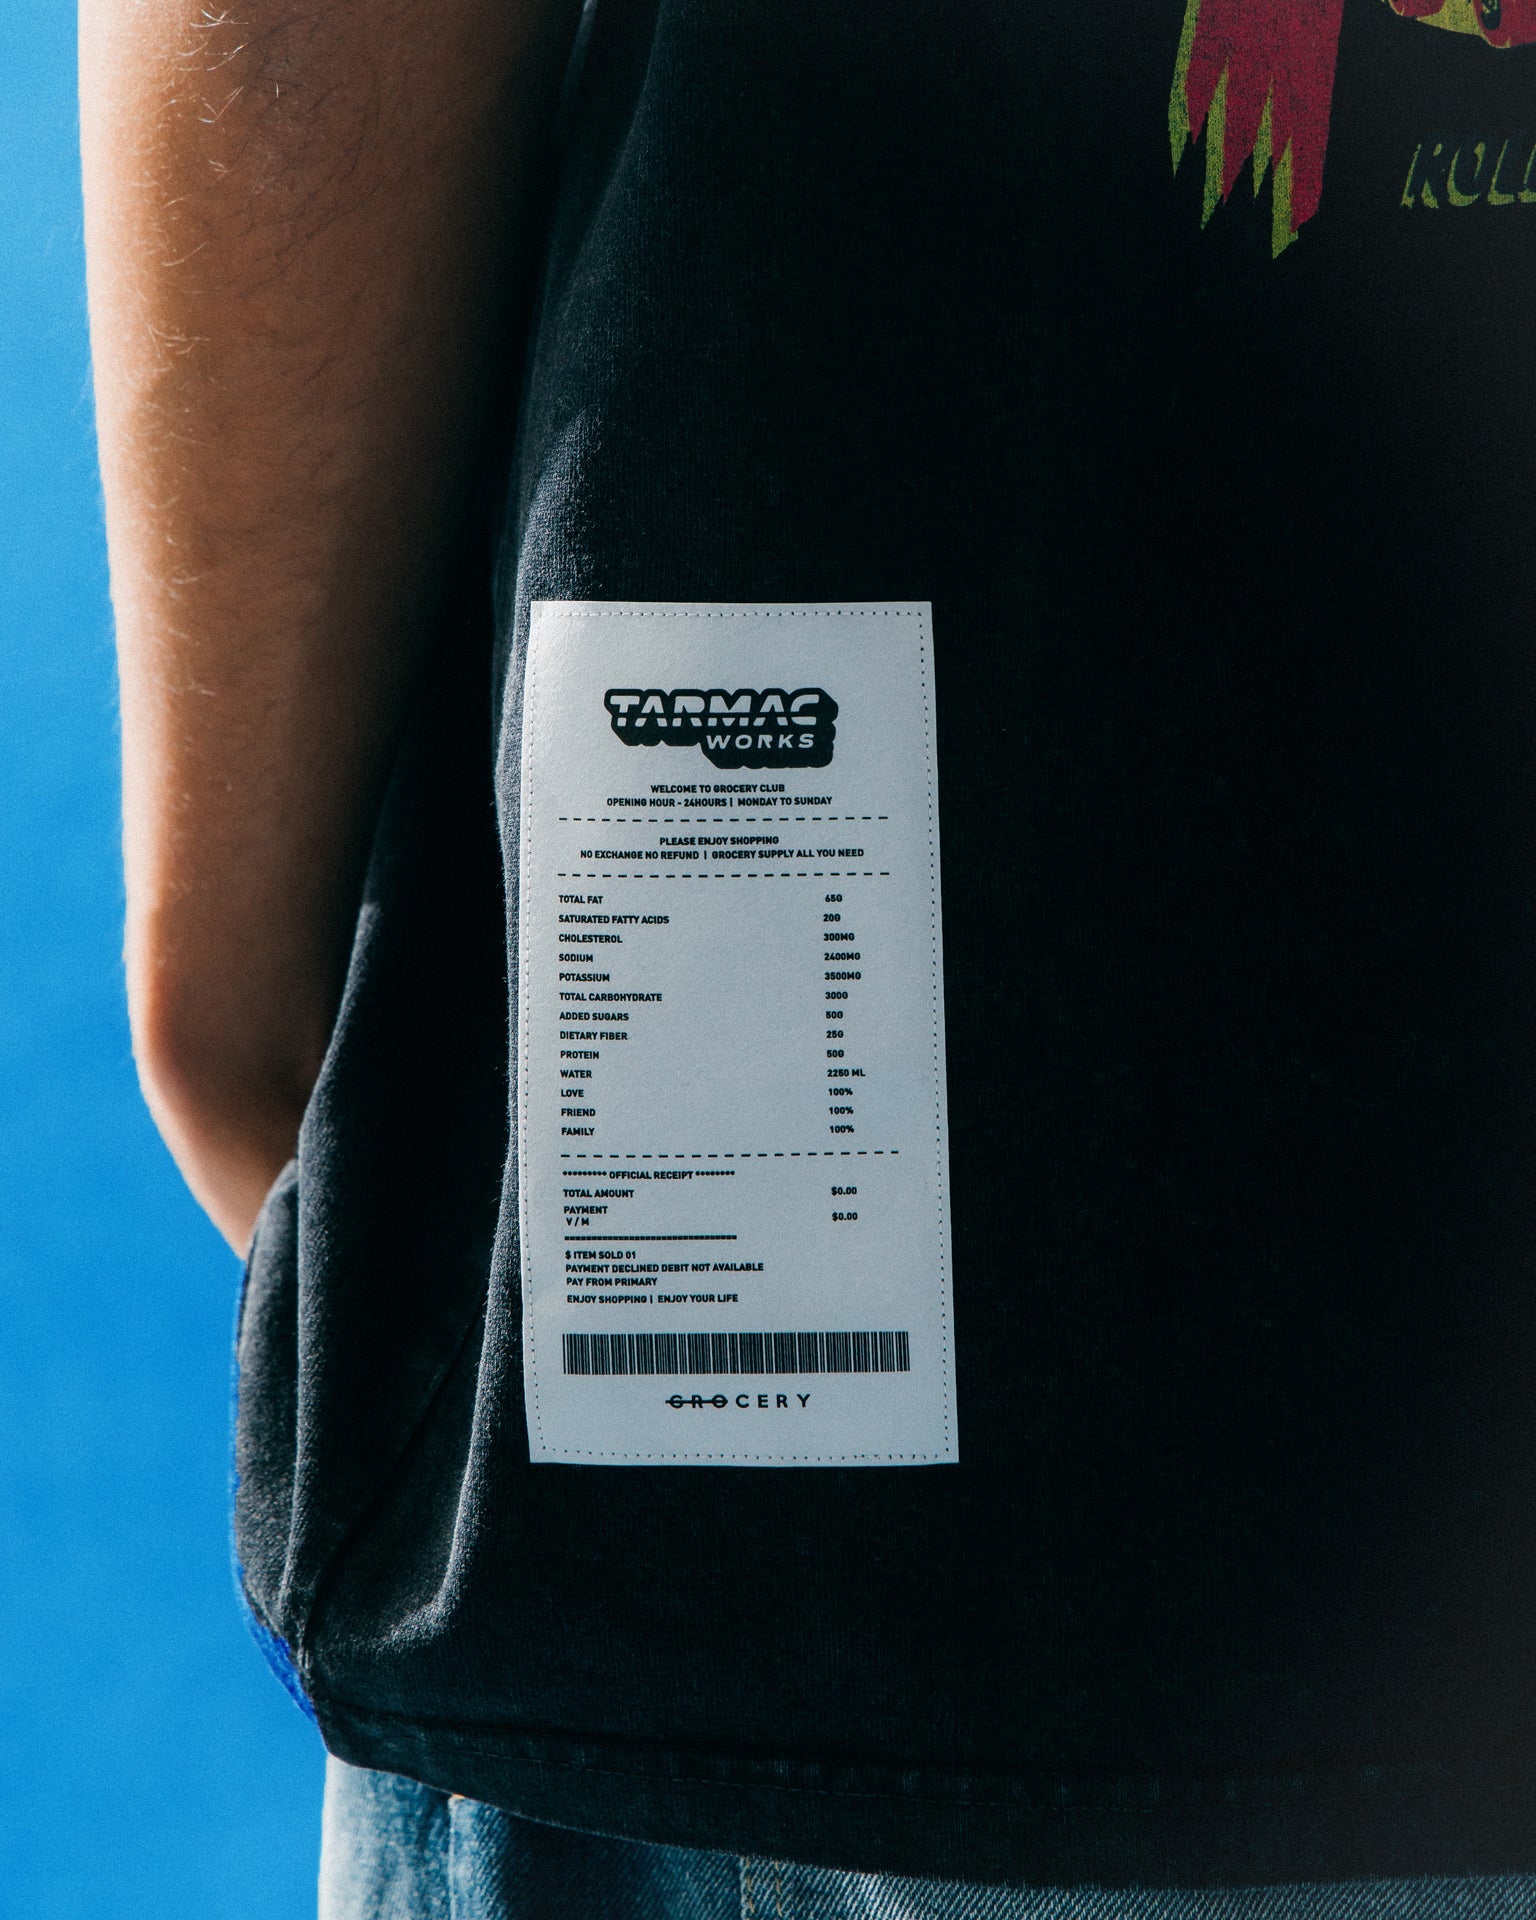 KOLL
TARMAC
WORKS
WELCOME TO GROCERY CLUB
OPENING HOUR - 24HOURS | MONDAY TO SUNDAY
PLEASE ENJOY SHOPPING
NO EXCHANGE NO REFUND | GROCERY SUPPLY ALL YOU NEED
TOTAL FAT 65G
SATURATED FATTY ACIDS 20G
CHOLESTEROL 300MG
SODIUM 2400MG
POTASSIUM 3500MG
TOTAL CARBOHYDRATE 300G
ADDED SUGARS 50G
DIETARY FIBER 25G
PROTEIN 50G
WATER 2250 ML
LOVE 100%
FRIEND 100%
FAMILY 100%
********* OFFICIAL RECEIPT ********
TOTAL AMOUNT $0.00
PAYMENT
V / M $0.00
$ ITEM SOLD 01
PAYMENT DECLINED DEBIT NOT AVAILABLE
PAY FROM PRIMARY
ENJOY SHOPPING | ENJOY YOUR LIFE
GROCERY